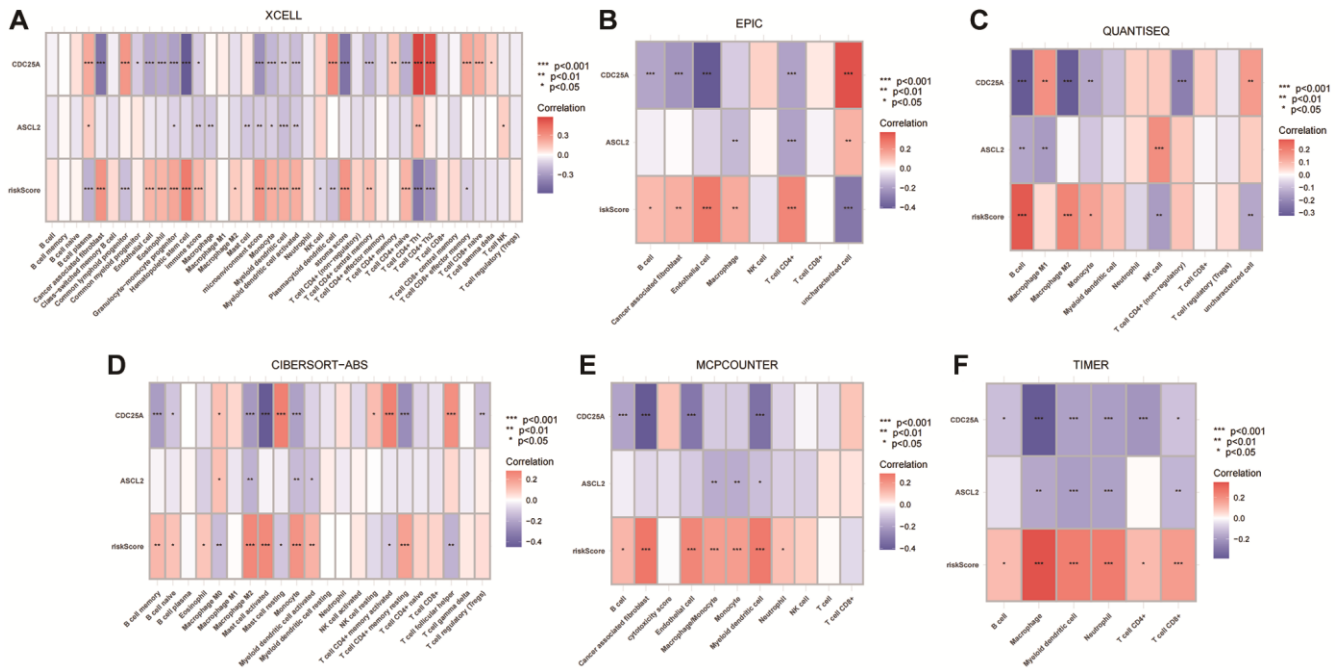 A
XCELL
CDC25A
ASCL2
riskScore
*** p<0.001
** p<0.01
* p<0.05
Correlation
0.3
0.0
−0.3
B cell
B cell memory
B cell naive
B cell plasma
Cancer associated fibroblast
Class−switched memory B cell
Common lymphoid progenitor
Common myeloid progenitor
Endothelial cell
Eosinophil
Granulocyte−monocyte progenitor
Hematopoietic stem cell
immune score
Macrophage
Macrophage M1
Macrophage M2
Mast cell
microenvironment score
Monocyte
Myeloid dendritic cell
Myeloid dendritic cell activated
Neutrophil
NK cell
Plasmacytoid dendritic cell
stroma score
T cell CD4+ (non−regulatory)
T cell CD4+ central memory
T cell CD4+ effector memory
T cell CD4+ memory
T cell CD4+ naive
T cell CD4+ Th1
T cell CD4+ Th2
T cell CD8+
T cell CD8+ central memory
T cell CD8+ effector memory
T cell CD8+ naive
T cell gamma delta
T cell NK
T cell regulatory (Tregs)
B
EPIC
CDC25A
ASCL2
riskScore
*** p<0.001
** p<0.01
* p<0.05
Correlation
0.2
0.0
−0.2
−0.4
B cell
Cancer associated fibroblast
Endothelial cell
Macrophage
NK cell
T cell CD4+
T cell CD8+
uncharacterized cell
C
QUANTISEQ
CDC25A
ASCL2
riskScore
*** p<0.001
** p<0.01
* p<0.05
Correlation
0.2
0.1
0.0
−0.1
−0.2
−0.3
B cell
Macrophage M1
Macrophage M2
Monocyte
Myeloid dendritic cell
Neutrophil
NK cell
T cell CD4+ (non−regulatory)
T cell CD8+
T cell regulatory (Tregs)
uncharacterized cell
D
CIBERSORT−ABS
CDC25A
ASCL2
riskScore
*** p<0.001
** p<0.01
* p<0.05
Correlation
0.2
0.0
−0.2
−0.4
B cell memory
B cell naive
B cell plasma
Eosinophil
Macrophage M0
Macrophage M1
Macrophage M2
Mast cell activated
Mast cell resting
Monocyte
Myeloid dendritic cell activated
Myeloid dendritic cell resting
Neutrophil
NK cell activated
NK cell resting
T cell CD4+ memory activated
T cell CD4+ memory resting
T cell CD4+ naive
T cell CD8+
T cell follicular helper
T cell gamma delta
T cell regulatory (Tregs)
E
MCPCOUNTER
CDC25A
ASCL2
riskScore
*** p<0.001
** p<0.01
* p<0.05
Correlation
0.2
0.0
−0.2
−0.4
B cell
Cancer associated fibroblast
cytotoxicity score
Endothelial cell
Macrophage/Monocyte
Monocyte
Myeloid dendritic cell
Neutrophil
NK cell
T cell
T cell CD8+
F
TIMER
CDC25A
ASCL2
riskScore
*** p<0.001
** p<0.01
* p<0.05
Correlation
0.2
0.0
−0.2
B cell
Macrophage
Myeloid dendritic cell
Neutrophil
T cell CD4+
T cell CD8+